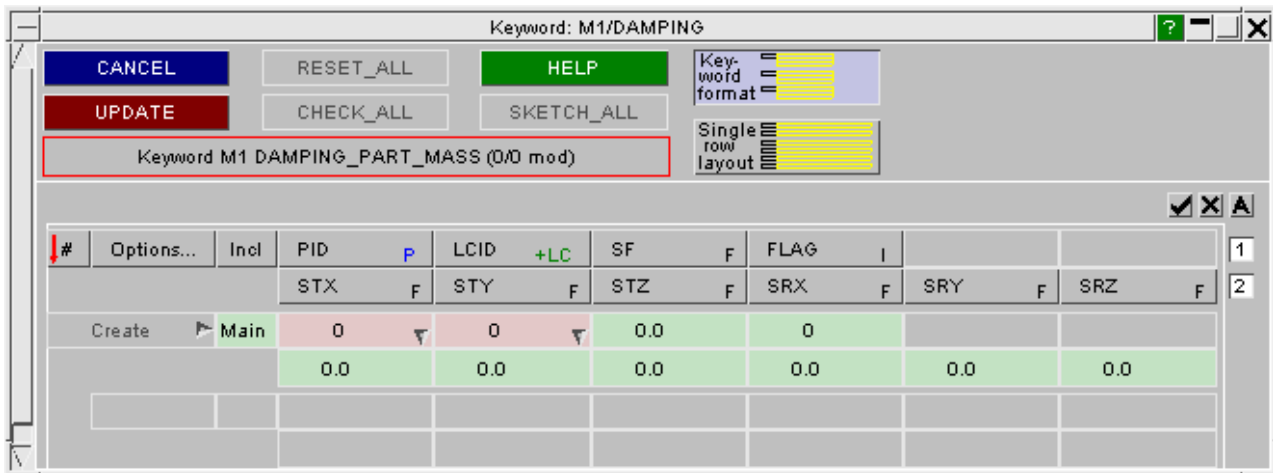 Keyword: M1/DAMPING ?
CANCEL RESET_ALL HELP
Key-
word
format
UPDATE CHECK_ALL SKETCH_ALL
Single
row
layout
Keyword M1 DAMPING_PART_MASS (0/0 mod)
A
# Options... Incl PID P LCID +LC SF F FLAG I 1
STX F STY F STZ F SRX F SRY F SRZ F 2
Create Main 0 0 0.0 0
0.0 0.0 0.0 0.0 0.0 0.0